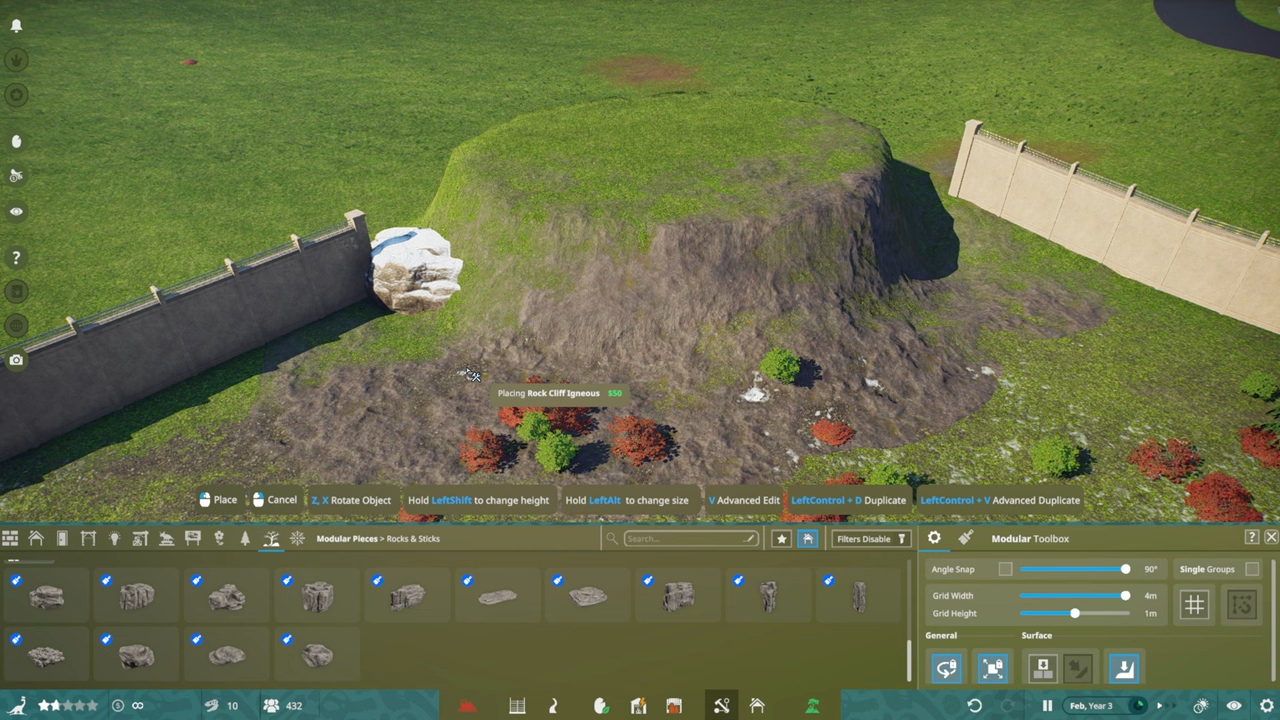 ?
Placing Rock Cliff Igneous $50
Place
Cancel
Z, X Rotate Object
Hold LeftShift to change height
Hold LeftAlt to change size
V Advanced Edit
LeftControl + D Duplicate
LeftControl + V Advanced Duplicate
Modular Pieces > Rocks & Sticks
Search...
Filters Disable
Modular Toolbox
?
Angle Snap
90°
Single Groups
Grid Width
4m
Grid Height
1m
General
Surface
∞
10
432
Feb, Year 3